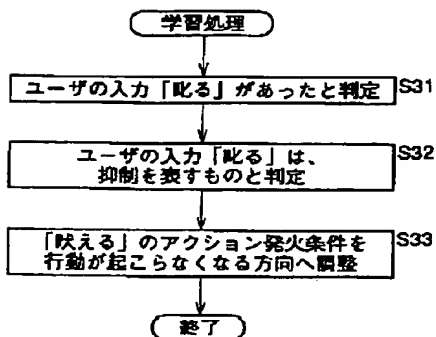 学習処理
ユーザの入力「叱る」があったと判定
S31
ユーザの入力「叱る」は、
抑制を表すものと判定
S32
「吠える」のアクション発火条件を
行動が起こらなくなる方向へ調整
S33
終了